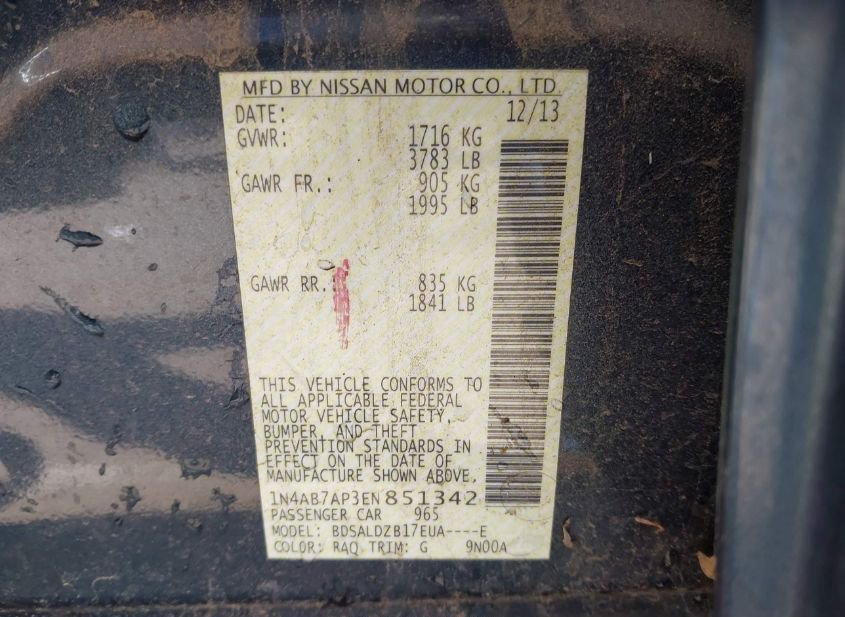 MFD BY NISSAN MOTOR CO., LTD
DATE: 12/13
GVWR: 1716 KG
3783 LB
GAWR FR.: 905 KG
1995 LB
GAWR RR.: 835 KG
1841 LB
THIS VEHICLE CONFORMS TO
ALL APPLICABLE FEDERAL
MOTOR VEHICLE SAFETY,
BUMPER, AND THEFT
PREVENTION STANDARDS IN
EFFECT ON THE DATE OF
MANUFACTURE SHOWN ABOVE.
1N4AB7AP3EN851342
PASSENGER CAR 965
MODEL: BDSALDZB17EUA----E
COLOR: RAQ TRIM: G 9N00A